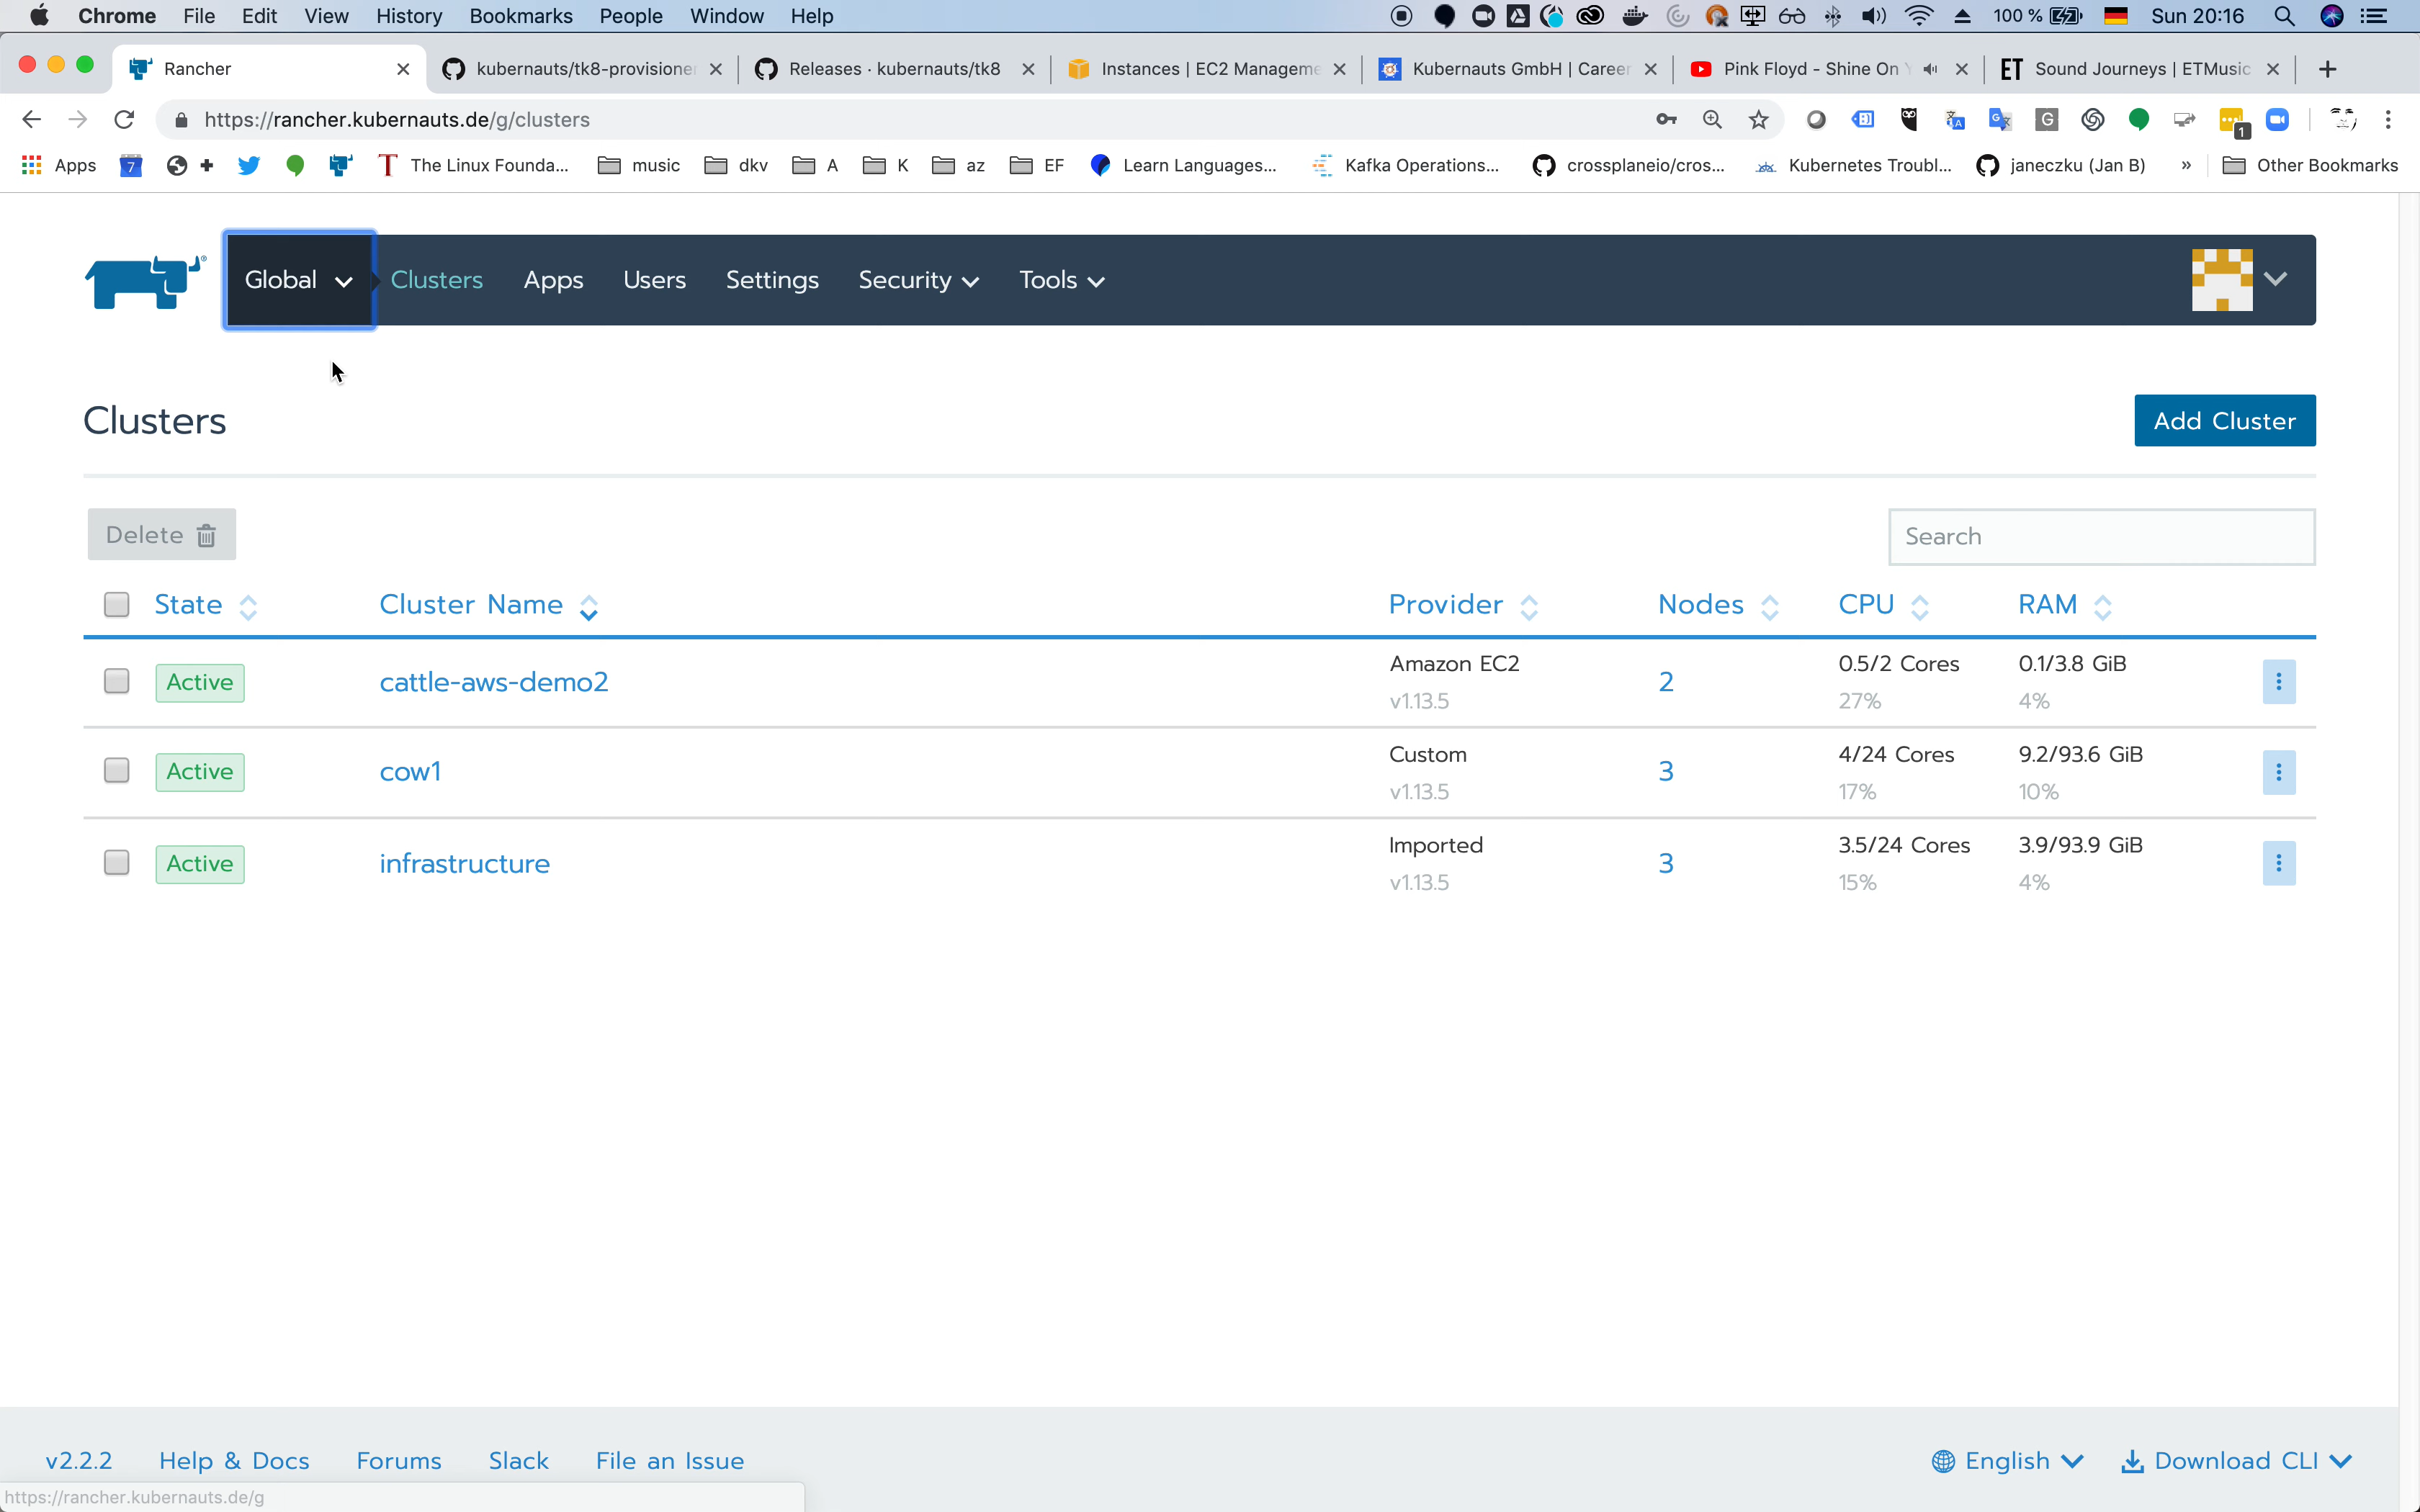 Chrome File Edit View History Bookmarks People Window Help 100 % Sun 20:16
Rancher kubernauts/tk8-provisioner Releases · kubernauts/tk8 Instances | EC2 Manageme Kubernauts GmbH | Career Pink Floyd - Shine On ET Sound Journeys | ETMusic
https://rancher.kubernauts.de/g/clusters 1
Apps 7 The Linux Founda... music dkv A K az EF Learn Languages... Kafka Operations... crossplaneio/cros... Kubernetes Troubl... janeczku (Jan B) » Other Bookmarks
Global Clusters Apps Users Settings Security Tools
Clusters Add Cluster
Delete Search
State Cluster Name Provider Nodes CPU RAM
Active cattle-aws-demo2 Amazon EC2 2 0.5/2 Cores 0.1/3.8 GiB
v1.13.5 27% 4%
Active cow1 Custom 3 4/24 Cores 9.2/93.6 GiB
v1.13.5 17% 10%
Active infrastructure Imported 3 3.5/24 Cores 3.9/93.9 GiB
v1.13.5 15% 4%
v2.2.2 Help & Docs Forums Slack File an Issue English Download CLI
https://rancher.kubernauts.de/g